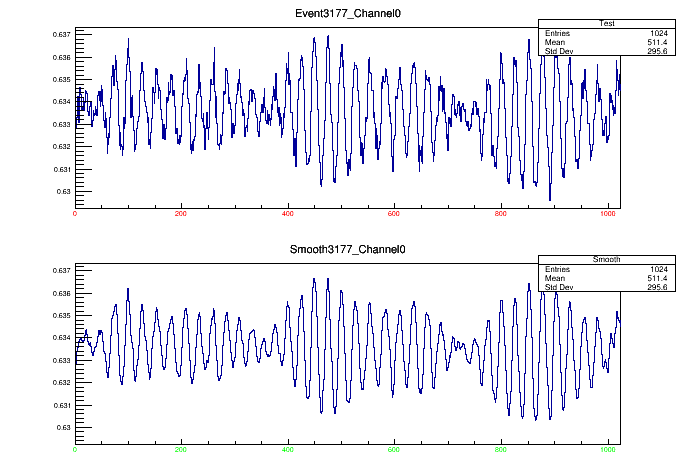 Event3177_Channel0
Test
Entries 1024
Mean 511.4
Std Dev 295.6
0.637
0.636
0.635
0.634
0.633
0.632
0.631
0.63
0 200 400 600 800 1000
Smooth3177_Channel0
Smooth
Entries 1024
Mean 511.4
Std Dev 295.6
0.637
0.636
0.635
0.634
0.633
0.632
0.631
0.63
0 200 400 600 800 1000